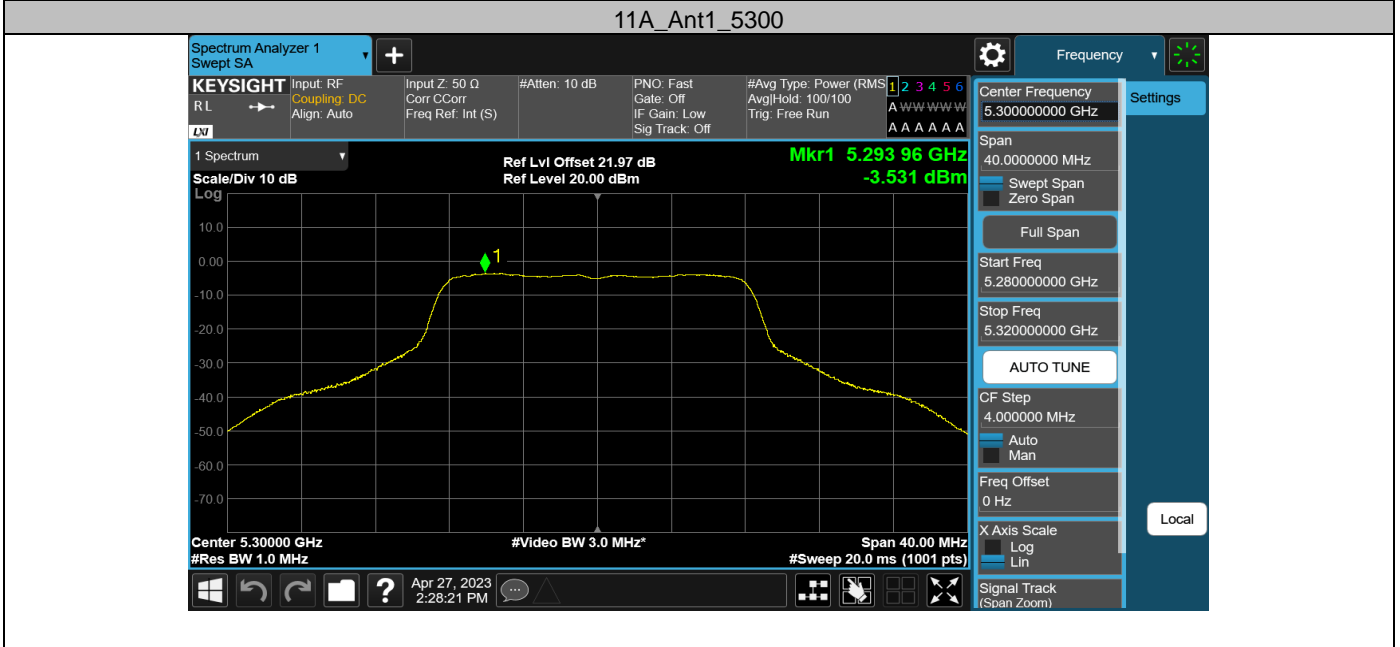 11A_Ant1_5300
Spectrum Analyzer 1
Swept SA
Frequency
KEYSIGHT
R L
LXI
Input: RF
Coupling: DC
Align: Auto
Input Z: 50 Ω
Corr CCorr
Freq Ref: Int (S)
#Atten: 10 dB
PNO: Fast
Gate: Off
IF Gain: Low
Sig Track: Off
#Avg Type: Power (RMS
Avg|Hold: 100/100
Trig: Free Run
1 2 3 4 5 6
A W W W W W
A A A A A A
1 Spectrum
Scale/Div 10 dB
Ref Lvl Offset 21.97 dB
Ref Level 20.00 dBm
Mkr1 5.293 96 GHz
-3.531 dBm
Log
10.0
0.00
-10.0
-20.0
-30.0
-40.0
-50.0
-60.0
-70.0
1
Center 5.30000 GHz
#Video BW 3.0 MHz*
Span 40.00 MHz
#Res BW 1.0 MHz
#Sweep 20.0 ms (1001 pts)
Apr 27, 2023
2:28:21 PM
Center Frequency
5.300000000 GHz
Settings
Span
40.0000000 MHz
Swept Span
Zero Span
Full Span
Start Freq
5.280000000 GHz
Stop Freq
5.320000000 GHz
AUTO TUNE
CF Step
4.000000 MHz
Auto
Man
Freq Offset
0 Hz
X Axis Scale
Log
Lin
Local
Signal Track
(Span Zoom)